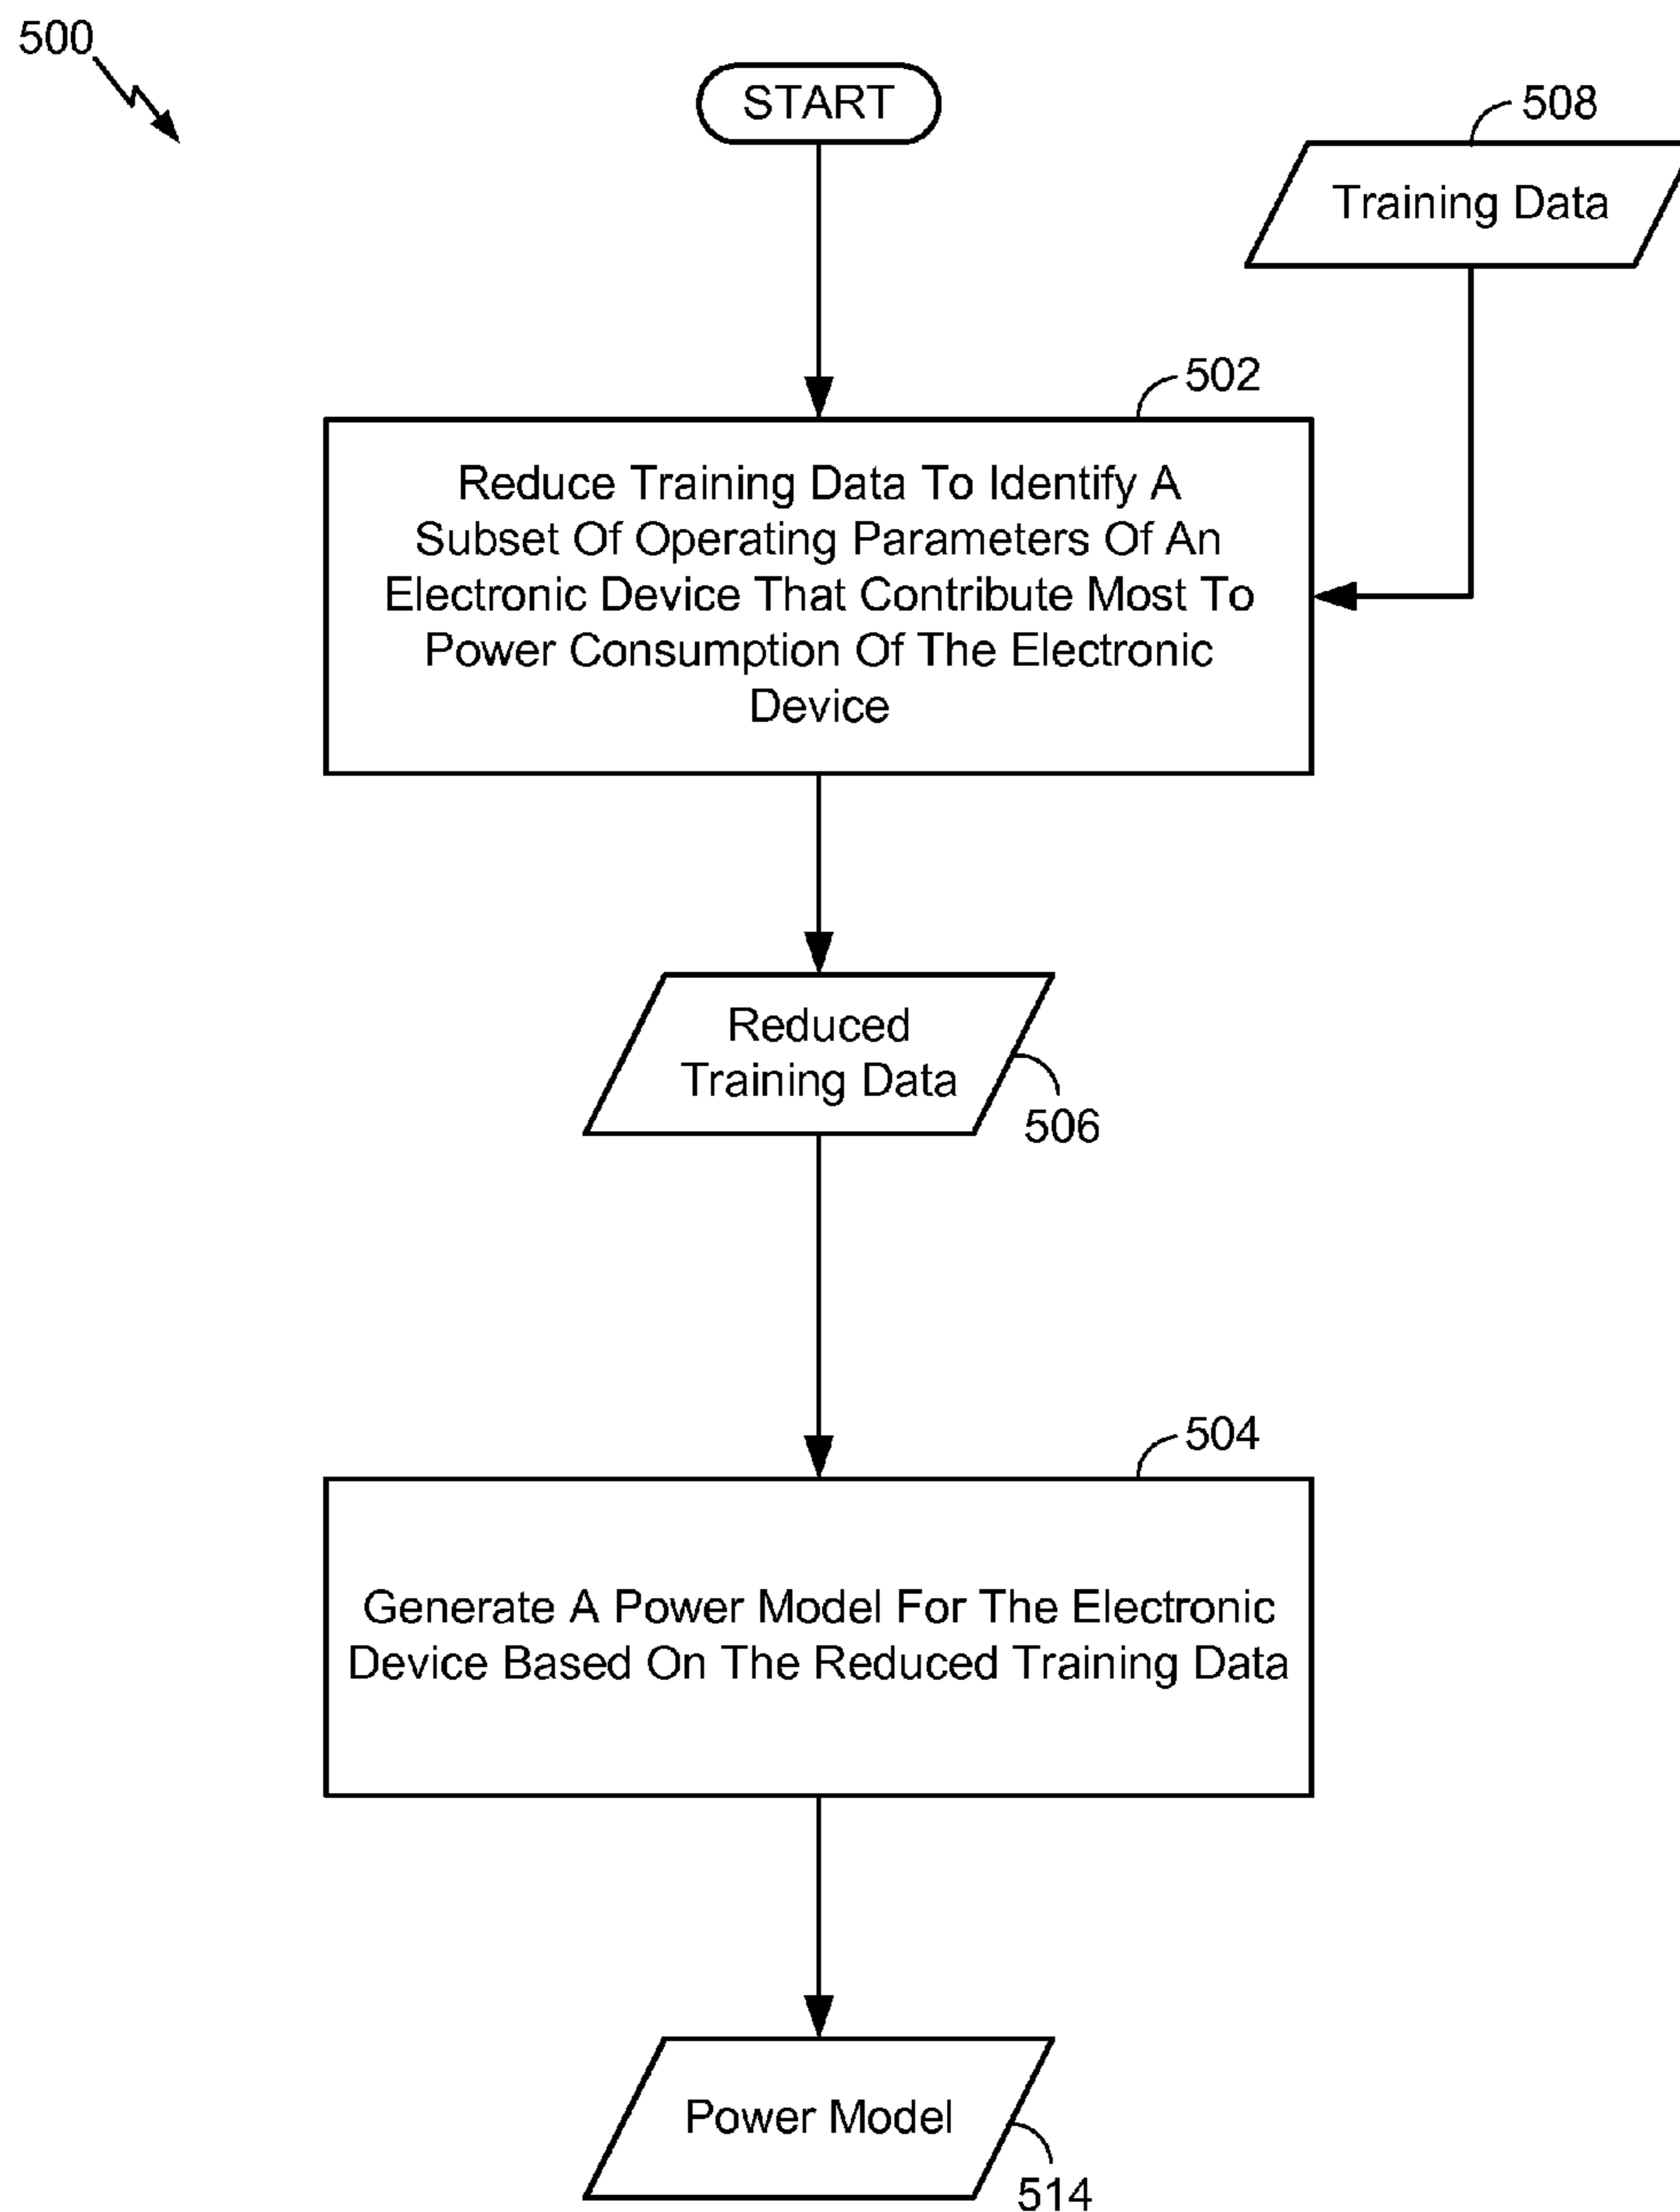 500
START
508
Training Data
502
Reduce Training Data To Identify A
Subset Of Operating Parameters Of An
Electronic Device That Contribute Most To
Power Consumption Of The Electronic
Device
Reduced
Training Data
506
504
Generate A Power Model For The Electronic
Device Based On The Reduced Training Data
Power Model
514